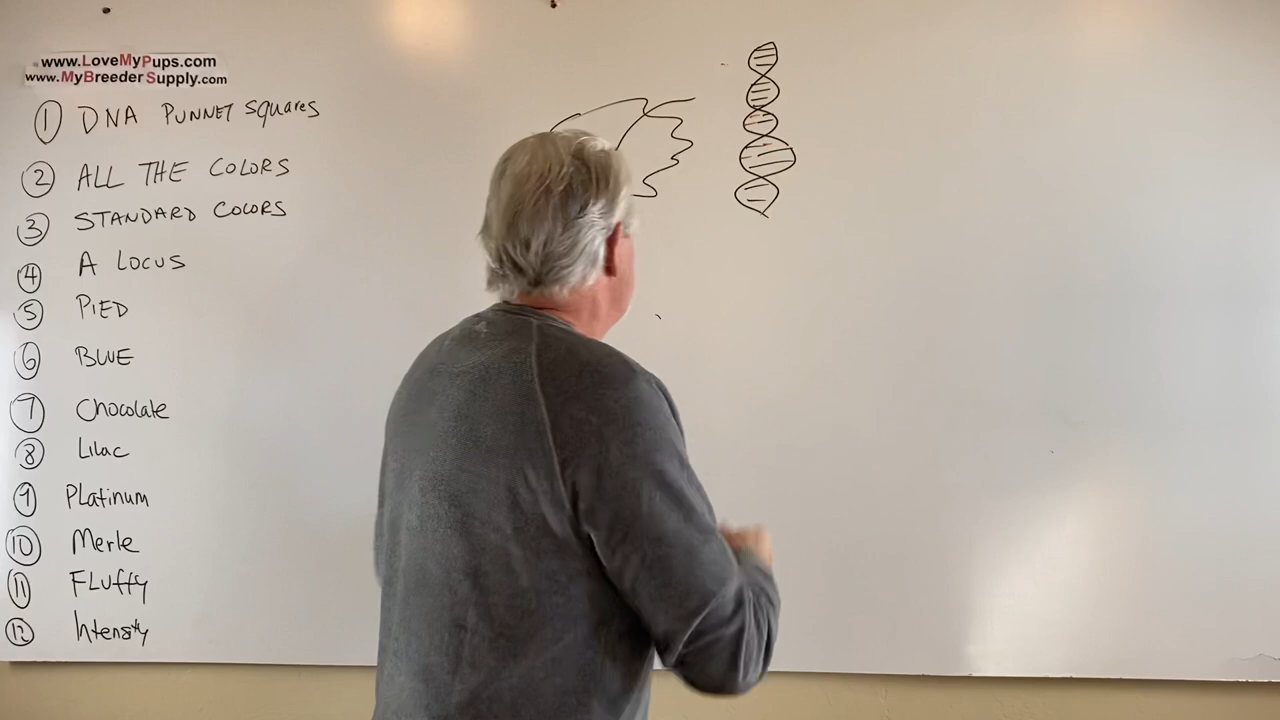 www.LoveMyPups.com
www.MyBreederSupply.com
1 DNA PUNNET Squares
2 ALL THE COLORS
3 STANDARD COLORS
4 A LOCUS
5 PIED
6 BLUE
7 Chocolate
8 Lilac
9 Platinum
10 Merle
11 FLuffy
12 Intensity